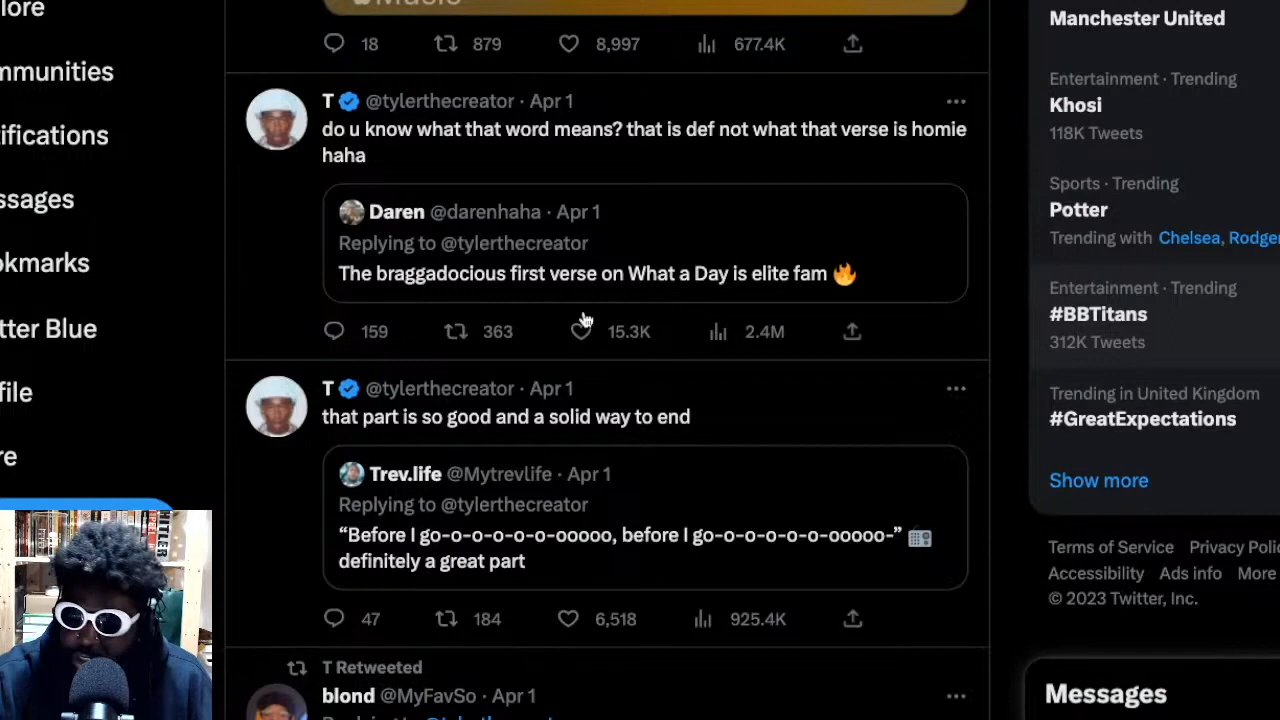 lore
Music
18 879 8,997 677.4K
mmunities
tifications
ssages
okmarks
tter Blue
file
re
T @tylerthecreator · Apr 1
do u know what that word means? that is def not what that verse is homie
haha
Daren @darenhaha · Apr 1
Replying to @tylerthecreator
The braggadocious first verse on What a Day is elite fam 🔥
159 363 15.3K 2.4M
T @tylerthecreator · Apr 1
that part is so good and a solid way to end
Trev.life @Mytrevlife · Apr 1
Replying to @tylerthecreator
“Before I go-o-o-o-o-o-ooooo, before I go-o-o-o-o-o-ooooo-” 📻
definitely a great part
47 184 6,518 925.4K
T Retweeted
blond @MyFavSo · Apr 1
Manchester United
Entertainment · Trending
Khosi
118K Tweets
Sports · Trending
Potter
Trending with Chelsea, Rodger
Entertainment · Trending
#BBTitans
312K Tweets
Trending in United Kingdom
#GreatExpectations
Show more
Terms of Service Privacy Polic
Accessibility Ads info More
© 2023 Twitter, Inc.
Messages